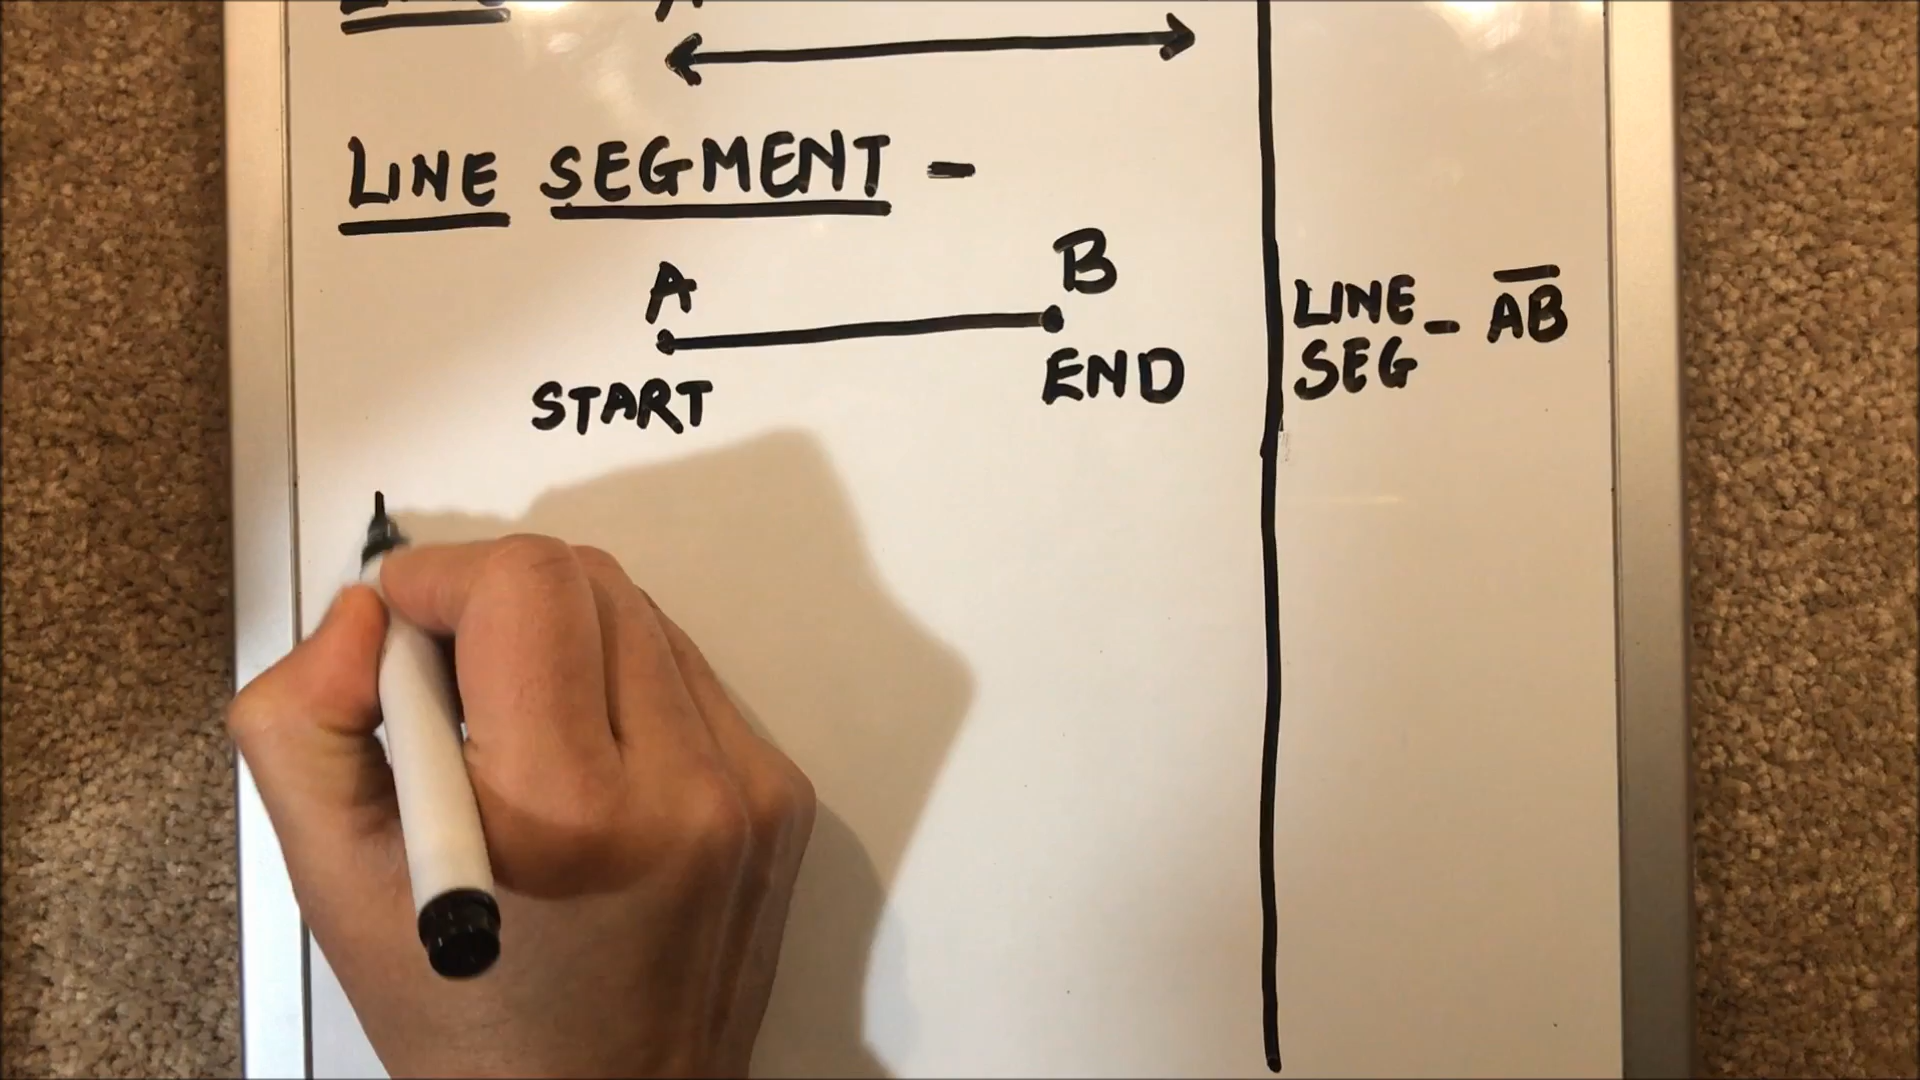 A
LINE SEGMENT -
A
B
START
END
LINE SEG - AB